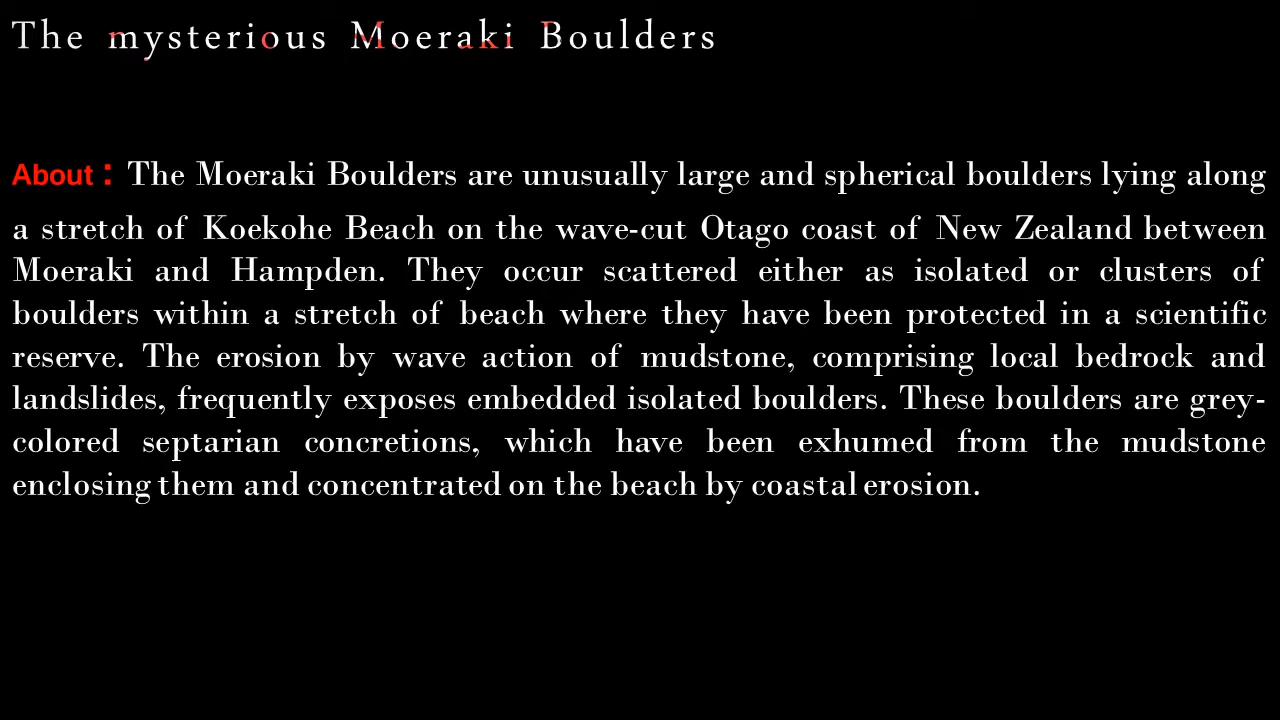 The mysterious Moeraki Boulders
About : The Moeraki Boulders are unusually large and spherical boulders lying along
a stretch of Koekohe Beach on the wave-cut Otago coast of New Zealand between
Moeraki and Hampden. They occur scattered either as isolated or clusters of
boulders within a stretch of beach where they have been protected in a scientific
reserve. The erosion by wave action of mudstone, comprising local bedrock and
landslides, frequently exposes embedded isolated boulders. These boulders are grey-
colored septarian concretions, which have been exhumed from the mudstone
enclosing them and concentrated on the beach by coastal erosion.